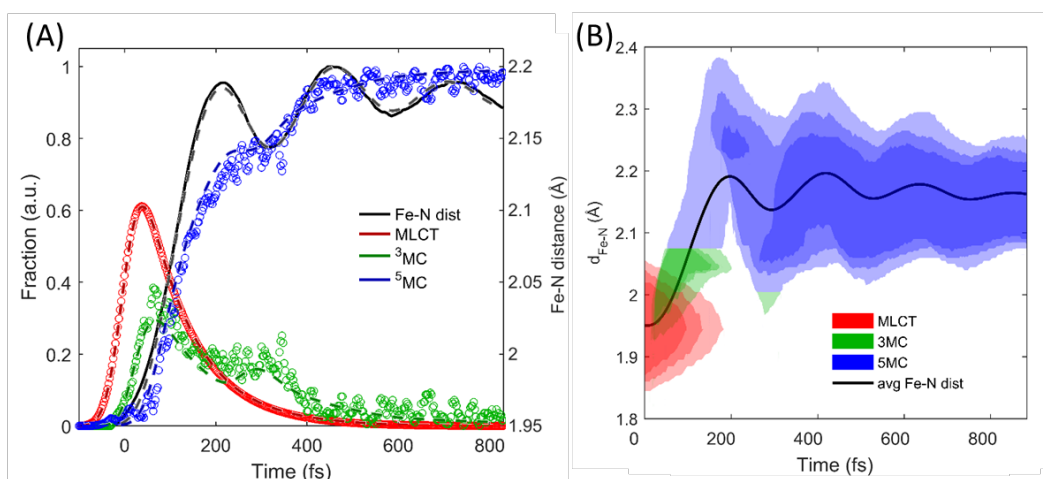 (A)
1
0.8
0.6
0.4
0.2
0
Fraction (a.u.)
2.2
2.15
2.1
2.05
2
1.95
Fe-N distance (Å)
Fe-N dist
MLCT
³MC
⁵MC
0
200
400
600
800
Time (fs)
(B)
2.4
2.3
2.2
2.1
2
1.9
1.8
d_Fe-N (Å)
MLCT
3MC
5MC
avg Fe-N dist
0
200
400
600
800
Time (fs)